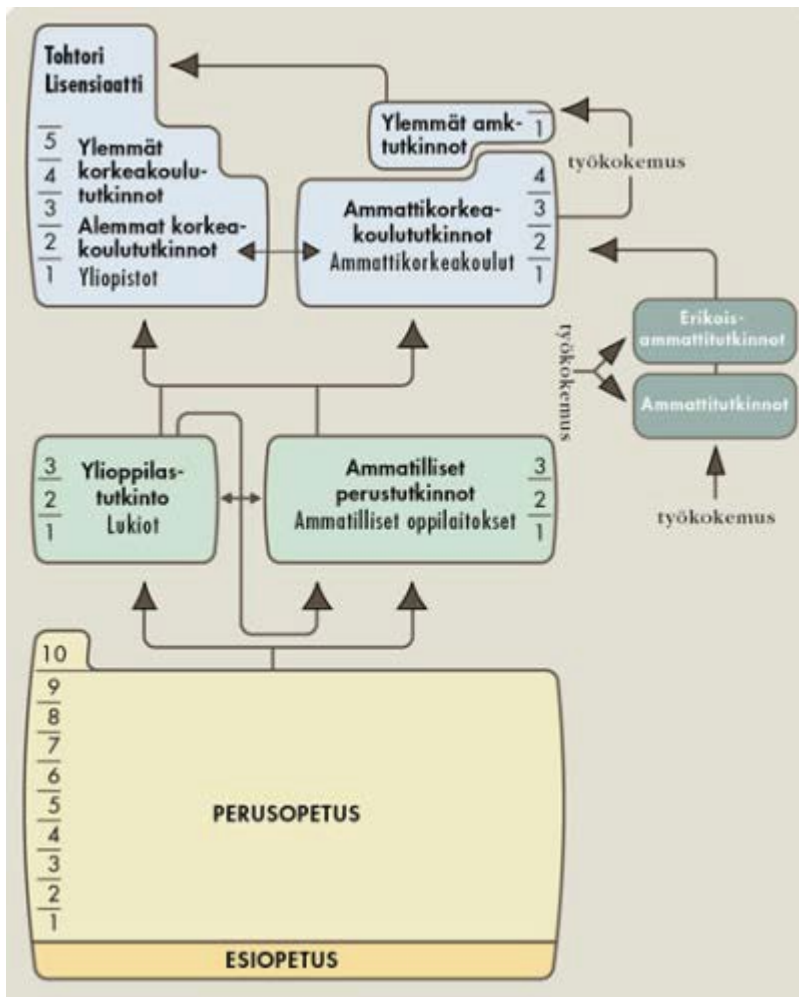 Tohtori
Lisensiaatti
5
4
3
2
1
Ylemmät
korkeakoulu-
tutkinnot
Alemmat korkea-
koulututkinnot
Yliopistot
Ylemmät amk-
tutkinnot
1
työkokemus
Ammattikorkea-
koulututkinnot
Ammattikorkeakoulut
4
3
2
1
työkokemus
Erikois-
ammattitutkinnot
Ammattitutkinnot
työkokemus
3
2
1
Ylioppilas-
tutkinto
Lukiot
Ammatilliset
perustutkinnot
Ammatilliset oppilaitokset
3
2
1
10
9
8
7
6
5
4
3
2
1
PERUSOPETUS
ESIOPETUS